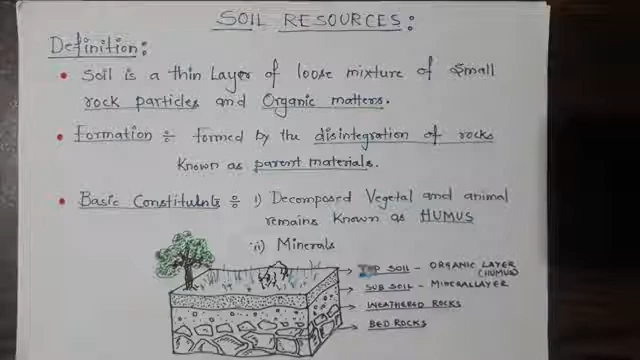 SOIL RESOURCES:
Definition:
• Soil is a thin Layer of loose mixture of Small
rock particles and Organic matters.
• Formation ÷ formed by the disintegration of rocks
Known as parent materials.
• Basic Constitutnts ÷ i) Decomposed Vegetal and animal
remains Known as HUMUS
ii) Minerals
TOP SOIL - ORGANIC LAYER
(HUMUS)
SUB SOIL - MINERAL LAYER
WEATHERED ROCKS
BED ROCKS